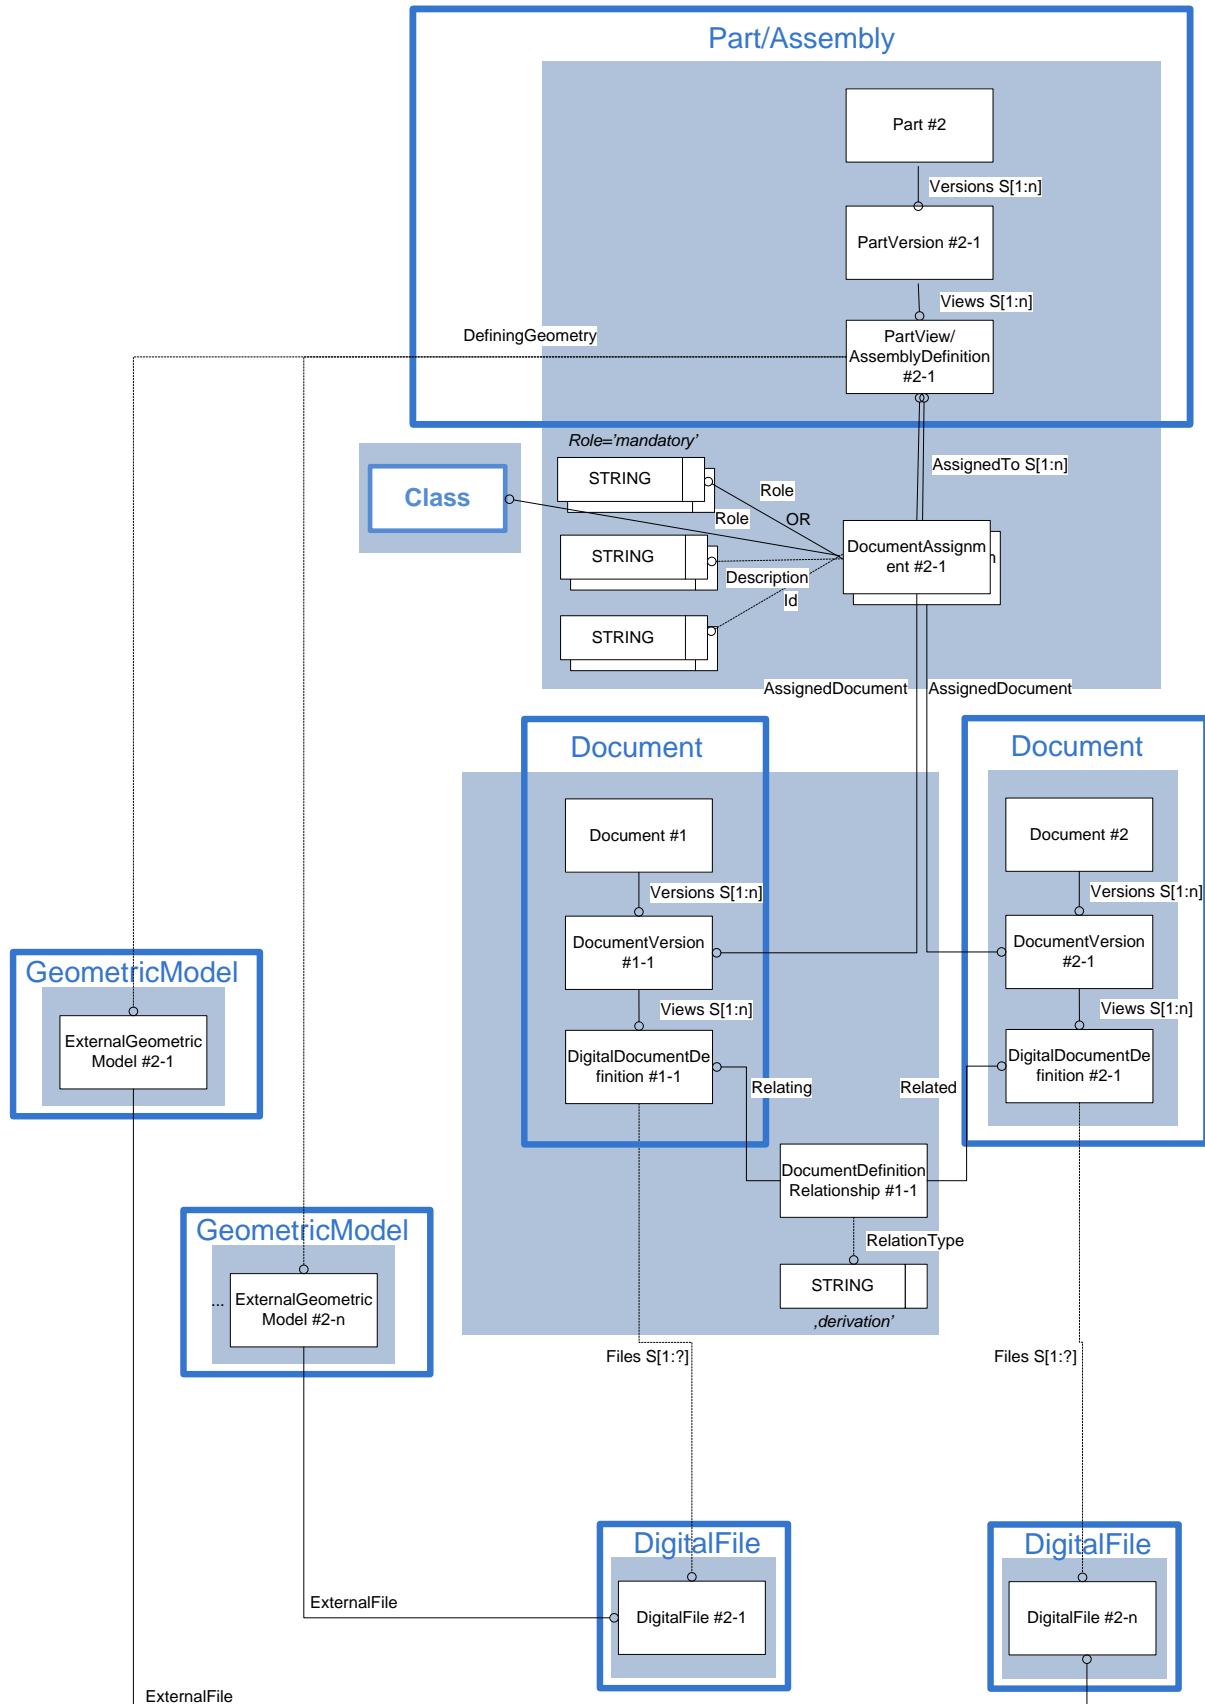 Part/Assembly
Part #2
Versions S[1:n]
PartVersion #2-1
Views S[1:n]
DefiningGeometry
PartView/
AssemblyDefinition
#2-1
Role='mandatory'
AssignedTo S[1:n]
STRING
Class
Role
Role
OR
DocumentAssignm
ent #2-1
n
STRING
Description
Id
STRING
AssignedDocument
AssignedDocument
Document
Document
Document #1
Document #2
Versions S[1:n]
Versions S[1:n]
DocumentVersion
#1-1
DocumentVersion
#2-1
GeometricModel
Views S[1:n]
Views S[1:n]
ExternalGeometric
Model #2-1
DigitalDocumentDe
finition #1-1
DigitalDocumentDe
finition #2-1
Relating
Related
DocumentDefinition
Relationship #1-1
GeometricModel
RelationType
...
ExternalGeometric
Model #2-n
STRING
‚derivation’
Files S[1:?]
Files S[1:?]
DigitalFile
DigitalFile
ExternalFile
DigitalFile #2-1
DigitalFile #2-n
ExternalFile